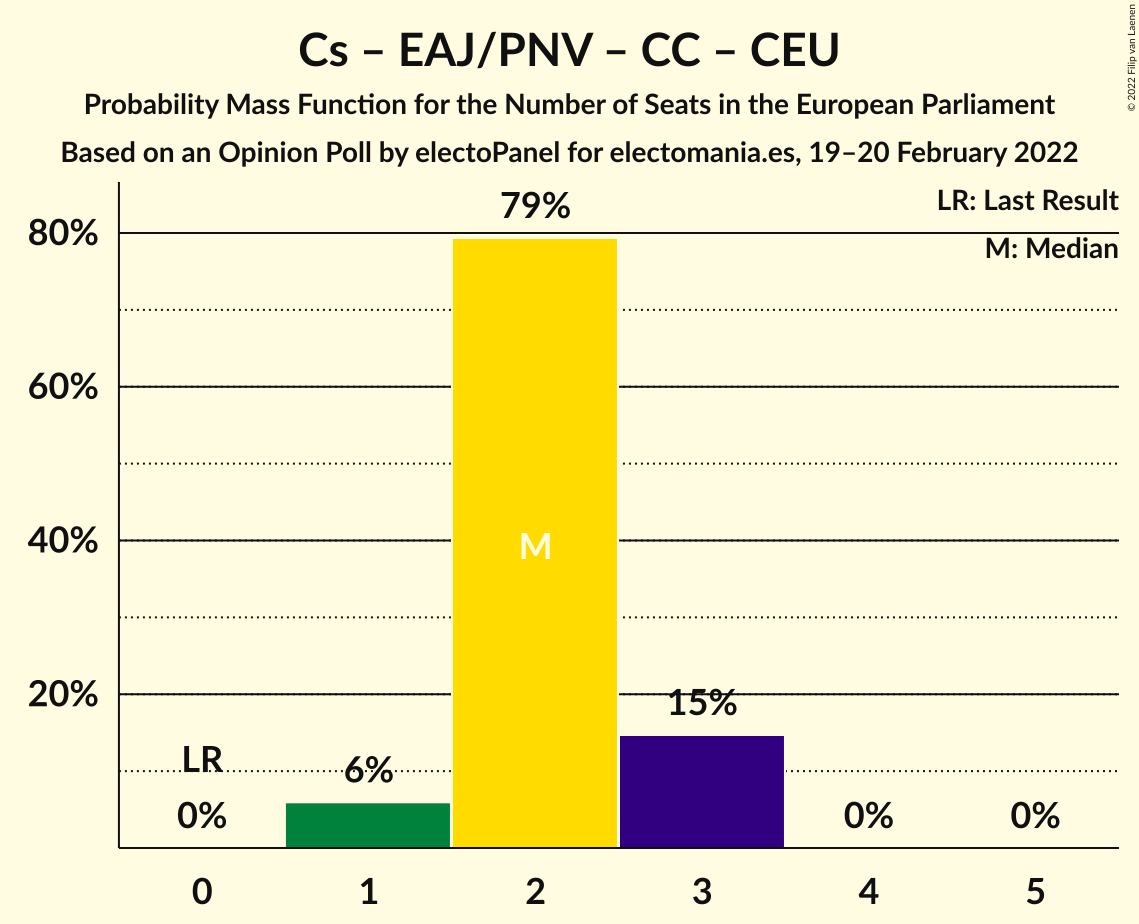 Cs – EAJ/PNV – CC – CEU
Probability Mass Function for the Number of Seats in the European Parliament
Based on an Opinion Poll by electoPanel for electomania.es, 19–20 February 2022
© 2022 Filip van Laenen
LR: Last Result
M: Median
80%
60%
40%
20%
79%
M
15%
LR
6%
0%
0%
0%
0
1
2
3
4
5